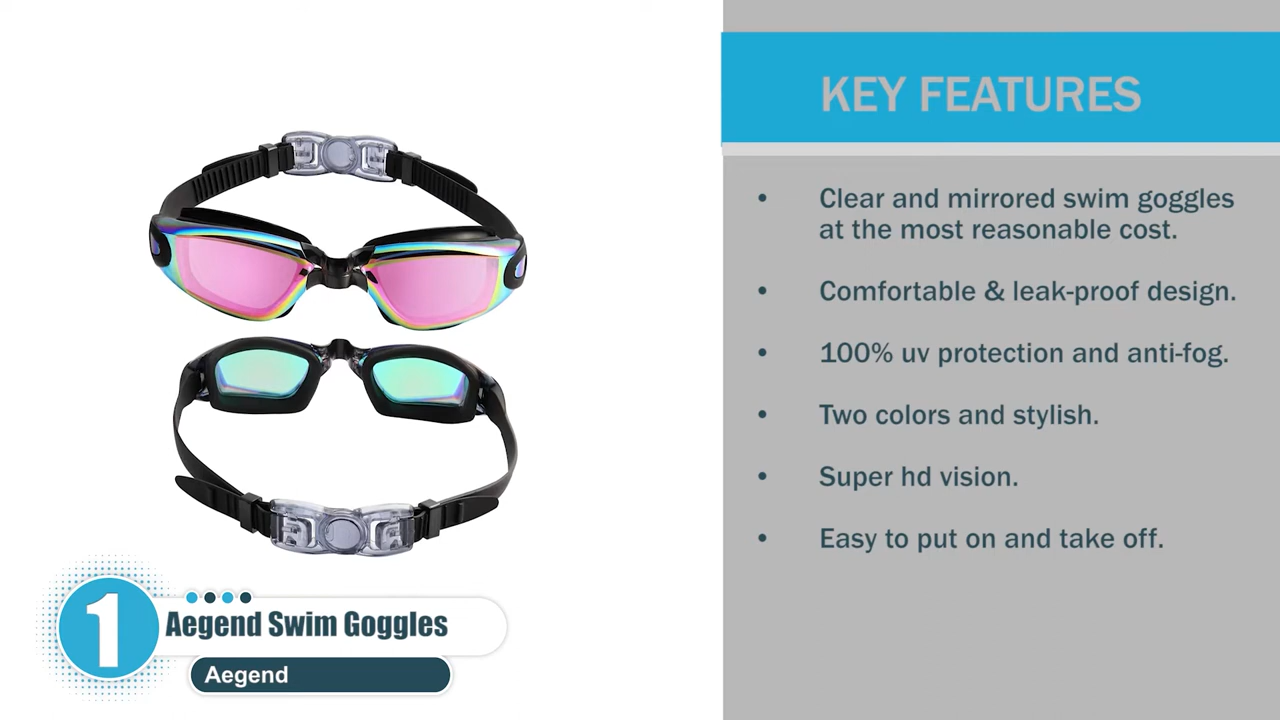 KEY FEATURES
• Clear and mirrored swim goggles
at the most reasonable cost.
• Comfortable & leak-proof design.
• 100% uv protection and anti-fog.
• Two colors and stylish.
• Super hd vision.
• Easy to put on and take off.
1
Aegend Swim Goggles
Aegend